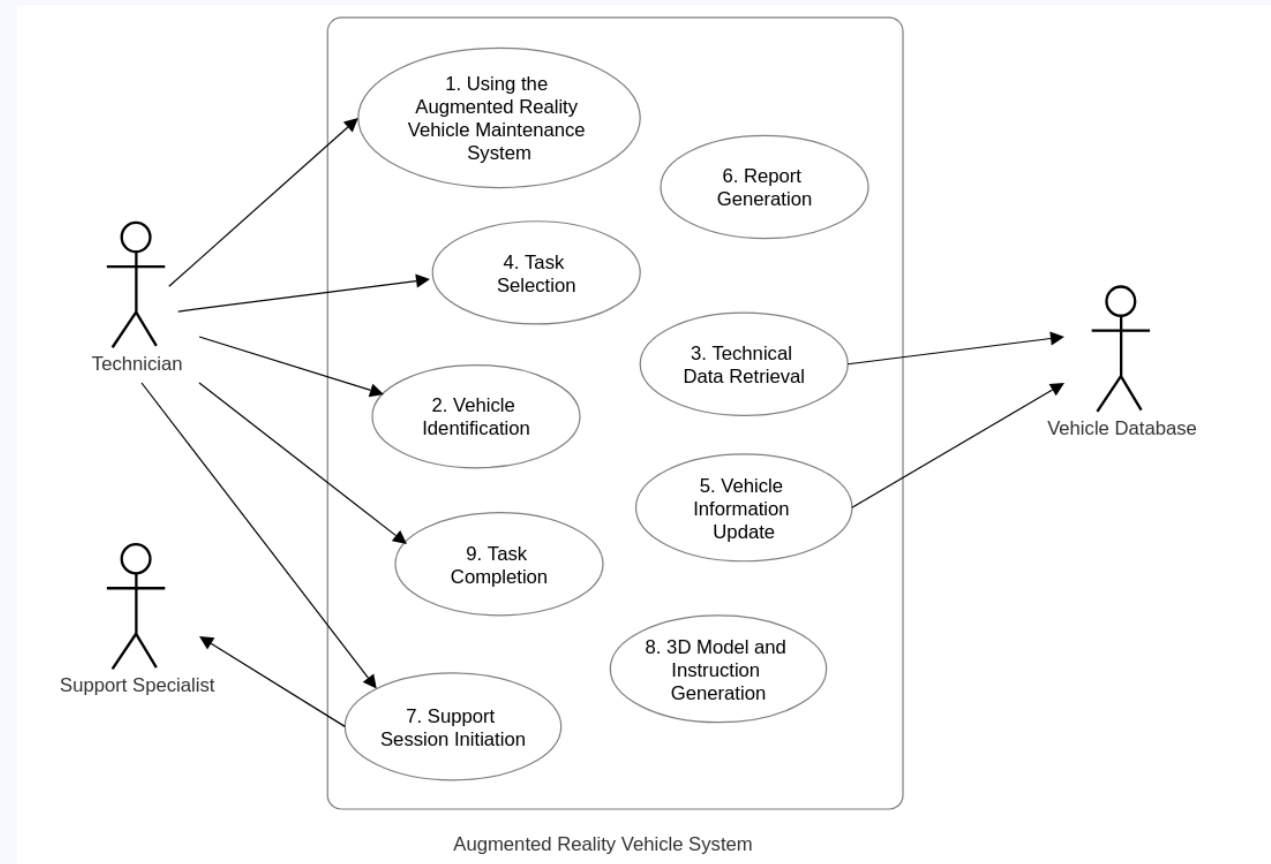 1. Using the
Augmented Reality
Vehicle Maintenance
System
6. Report
Generation
4. Task
Selection
3. Technical
Data Retrieval
Technician
Vehicle Database
2. Vehicle
Identification
5. Vehicle
Information
Update
9. Task
Completion
Support Specialist
8. 3D Model and
Instruction
Generation
7. Support
Session Initiation
Augmented Reality Vehicle System